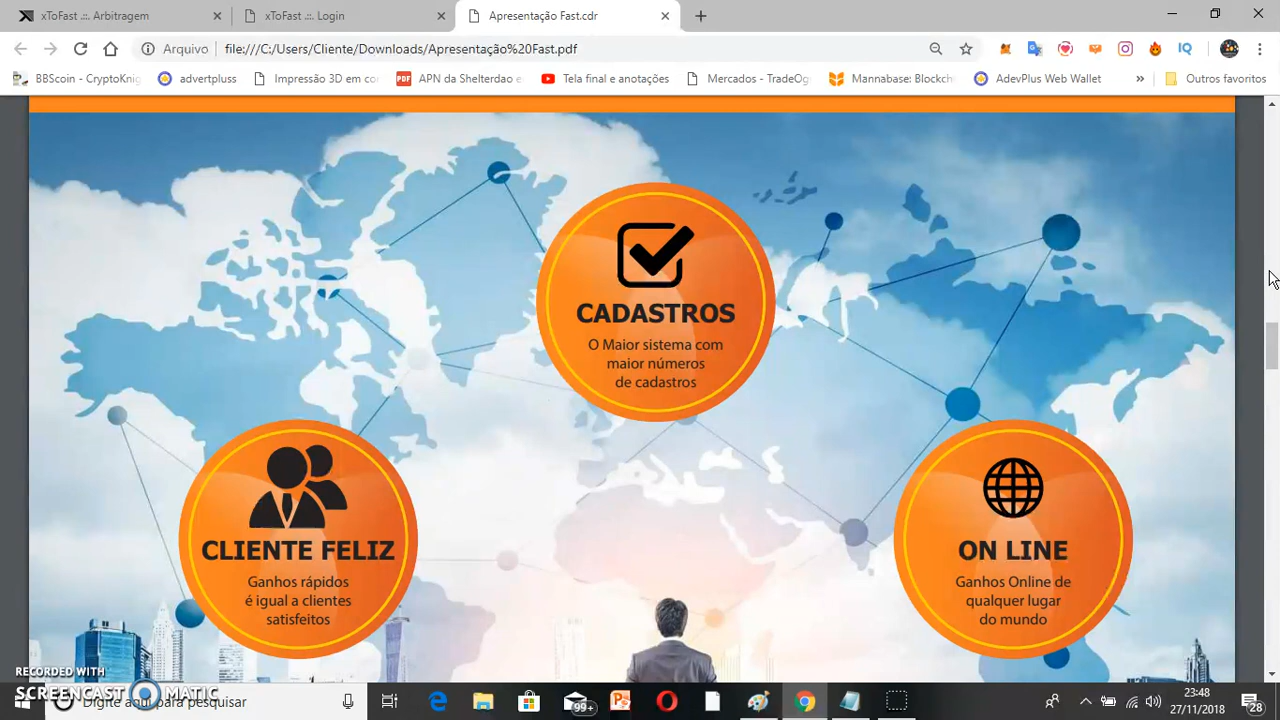 xToFast .::. Arbitragem
xToFast .::. Login
Apresentação Fast.cdr
Arquivo
file:///C:/Users/Cliente/Downloads/Apresentação%20Fast.pdf
BBScoin - CryptoKnig
advertpluss
Impressão 3D em co
APN da Shelterdao e
Tela final e anotações
Mercados - TradeOg
Mannabase: Blockch
AdevPlus Web Wallet
»
Outros favoritos
CADASTROS
O Maior sistema com
maior números
de cadastros
CLIENTE FELIZ
Ganhos rápidos
é igual a clientes
satisfeitos
ON LINE
Ganhos Online de
qualquer lugar
do mundo
RECORDED WITH
SCREENCAST MATIC
Digite aqui para pesquisar
99+
23:48
27/11/2018
28